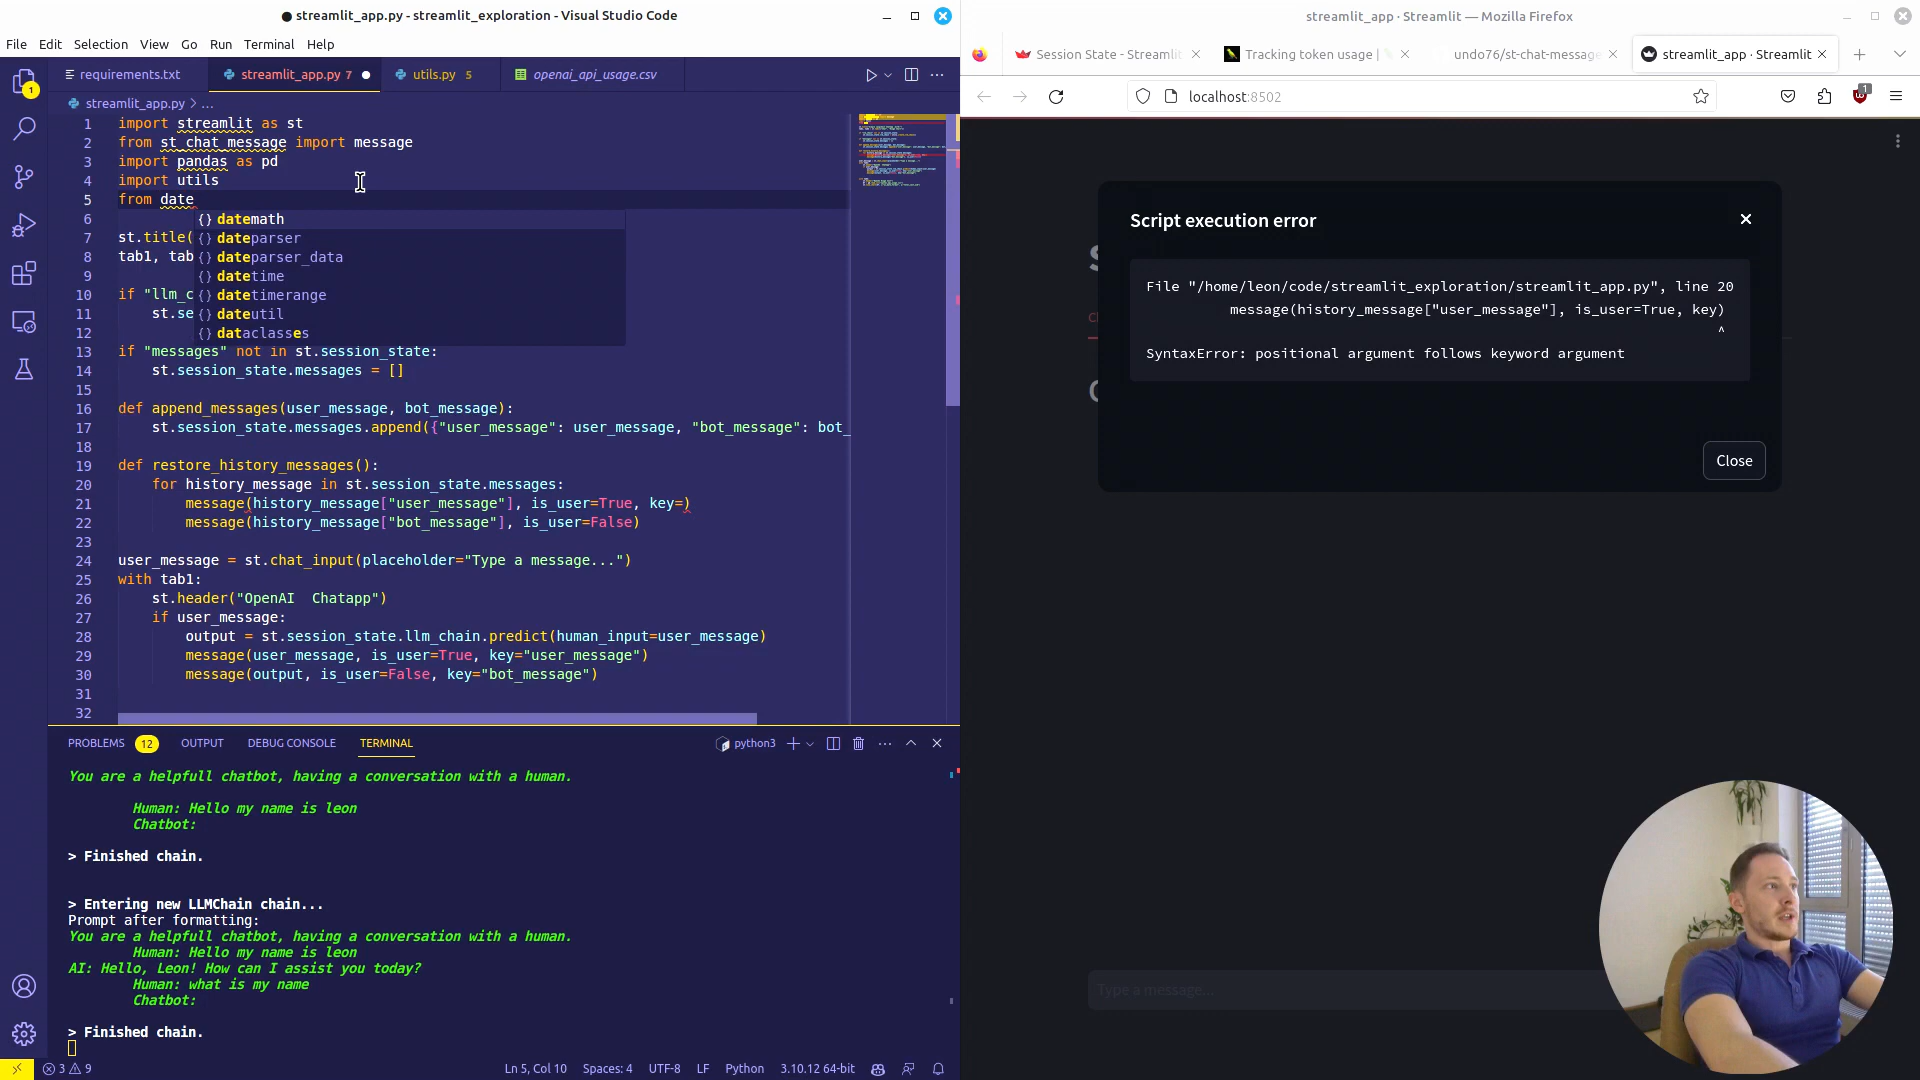 streamlit_app.py - streamlit_exploration - Visual Studio Code
File Edit Selection View Go Run Terminal Help
requirements.txt
streamlit_app.py 7
utils.py 5
openai_api_usage.csv
streamlit_app.py > ...
1 import streamlit as st
2 from st_chat_message import message
3 import pandas as pd
4 import utils
5 from date
6
7 st.title(
8 tab1, tab
9
10 if "llm_c
11 st.se
12
{} datemath
{} dateparser
{} dateparser_data
{} datetime
{} datetimerange
{} dateutil
{} dataclasses
13 if "messages" not in st.session_state:
14 st.session_state.messages = []
15
16 def append_messages(user_message, bot_message):
17 st.session_state.messages.append({"user_message": user_message, "bot_message": bot_
18
19 def restore_history_messages():
20 for history_message in st.session_state.messages:
21 message(history_message["user_message"], is_user=True, key=)
22 message(history_message["bot_message"], is_user=False)
23
24 user_message = st.chat_input(placeholder="Type a message...")
25 with tab1:
26 st.header("OpenAI  Chatapp")
27 if user_message:
28 output = st.session_state.llm_chain.predict(human_input=user_message)
29 message(user_message, is_user=True, key="user_message")
30 message(output, is_user=False, key="bot_message")
31
32
PROBLEMS 12 OUTPUT DEBUG CONSOLE TERMINAL
python3
You are a helpfull chatbot, having a conversation with a human.
Human: Hello my name is leon
Chatbot:
> Finished chain.
> Entering new LLMChain chain...
Prompt after formatting:
You are a helpfull chatbot, having a conversation with a human.
Human: Hello my name is leon
AI: Hello, Leon! How can I assist you today?
Human: what is my name
Chatbot:
> Finished chain.
1
3 9
Ln 5, Col 10 Spaces: 4 UTF-8 LF Python 3.10.12 64-bit
streamlit_app · Streamlit — Mozilla Firefox
Session State - Streamlit
Tracking token usage |
undo76/st-chat-message
streamlit_app · Streamlit
localhost:8502
1
Script execution error
File "/home/leon/code/streamlit_exploration/streamlit_app.py", line 20
message(history_message["user_message"], is_user=True, key)
^
SyntaxError: positional argument follows keyword argument
Close
Type a message...